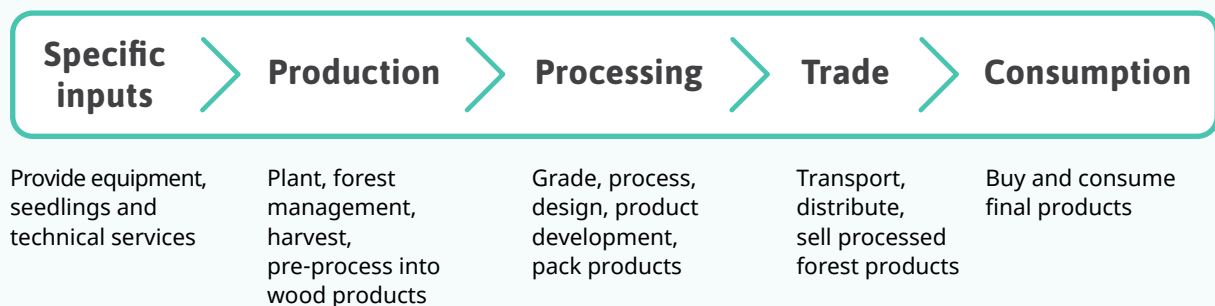 Specific
inputs
Production
Processing
Trade
Consumption
Provide equipment,
seedlings and
technical services
Plant, forest
management,
harvest,
pre-process into
wood products
Grade, process,
design, product
development,
pack products
Transport,
distribute,
sell processed
forest products
Buy and consume
final products